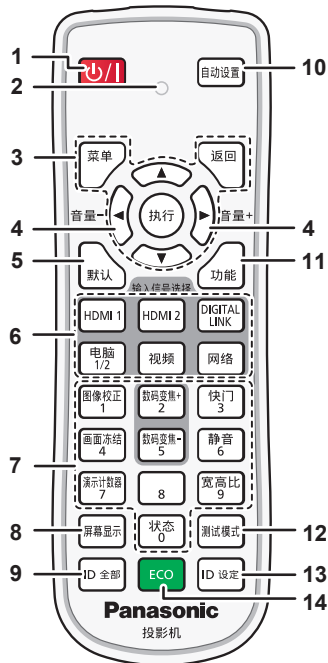 1
2
10
自动设置
3
菜单
返回
音量-
执行
音量+
4
4
5
默认
功能
11
输入信号选择
6
HDMI 1
HDMI 2
DIGITAL
LINK
电脑
1/2
视频
网络
7
图像校正
1
数码变焦+
2
快门
3
画面冻结
4
数码变焦-
5
静音
6
演示计数器
7
8
宽高比
9
8
屏幕显示
状态
0
测试模式
12
9
ID 全部
ECO
ID 设定
13
14
Panasonic
投影机